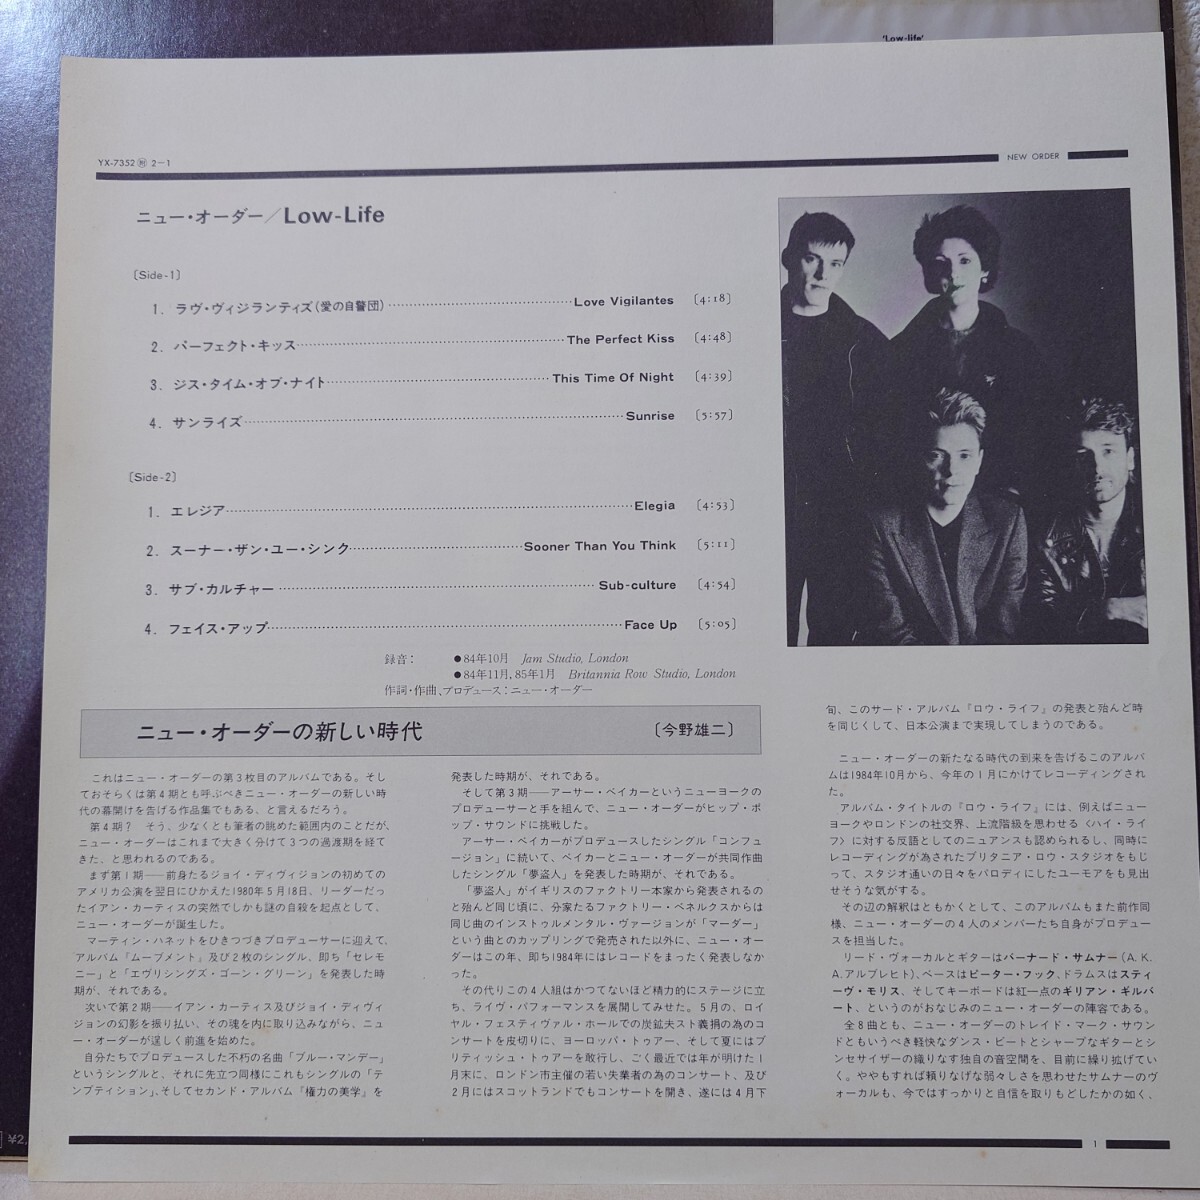 'Low-life'
YX-7352 2-1
NEW ORDER
ニュー・オーダー/Low-Life
〔Side-1〕
1. ラヴ・ヴィジランティズ(愛の自警団) Love Vigilantes 〔4:18〕
2. パーフェクト・キッス The Perfect Kiss 〔4:48〕
3. ジス・タイム・オブ・ナイト This Time Of Night 〔4:39〕
4. サンライズ Sunrise 〔5:57〕
〔Side-2〕
1. エレジア Elegia 〔4:53〕
2. スーナー・ザン・ユー・シンク Sooner Than You Think 〔5:11〕
3. サブ・カルチャー Sub-culture 〔4:54〕
4. フェイス・アップ Face Up 〔5:05〕
録音: ●84年10月 Jam Studio, London
●84年11月, 85年1月 Britannia Row Studio, London
作詞・作曲、プロデュース:ニュー・オーダー
ニュー・オーダーの新しい時代 〔今野雄二〕
これはニュー・オーダーの第3枚目のアルバムである。そし
ておそらくは第4期とも呼ぶべきニュー・オーダーの新しい時
代の幕開けを告げる作品集でもある、と言えるだろう。
第4期? そう、少なくとも筆者の眺めた範囲内のことだが、
ニュー・オーダーはこれまで大きく分けて3つの過渡期を経て
きた、と思われるのである。
まず第1期——前身たるジョイ・ディヴィジョンの初めての
アメリカ公演を翌日にひかえた1980年5月18日、リーダーだっ
たイアン・カーティスの突然でしかも謎の自殺を起点として、
ニュー・オーダーが誕生した。
マーティン・ハネットをひきつづきプロデューサーに迎えて、
アルバム『ムーブメント』及び2枚のシングル、即ち「セレモ
ニー」と「エヴリシングズ・ゴーン・グリーン」を発表した時
期が、それである。
次いで第2期——イアン・カーティス及びジョイ・ディヴィ
ジョンの幻影を振り払い、その魂を内に取り込みながら、ニュ
ー・オーダーが逞しく前進を始めた。
自分たちでプロデュースした不朽の名曲「ブルー・マンデー」
というシングルと、それに先立つ同様にこれもシングルの「テ
ンプティション」、そしてセカンド・アルバム『権力の美学』を
発表した時期が、それである。
そして第3期——アーサー・ベイカーというニューヨークの
プロデューサーと手を組んで、ニュー・オーダーがヒップ・ホ
ップ・サウンドに挑戦した。
アーサー・ベイカーがプロデュースしたシングル「コンフュ
ージョン」に続いて、ベイカーとニュー・オーダーが共同作曲
したシングル「夢盗人」を発表した時期が、それである。
「夢盗人」がイギリスのファクトリー本家から発表されるの
と殆んど同じ頃に、分家たるファクトリー・ベネルクスからは
同じ曲のインストゥルメンタル・ヴァージョンが「マーダー」
という曲とのカップリングで発売された以外に、ニュー・オー
ダーはこの年、即ち1984年にはレコードをまったく発表しなかっ
た。
その代りこの4人組はかつてないほど精力的にステージに立
ち、ライヴ・パフォーマンスを展開してみせた。5月の、ロイ
ヤル・フェスティヴァル・ホールでの炭鉱夫スト義捐の為のコ
ンサートを皮切りに、ヨーロッパ・トゥアー、そして夏にはブ
リティッシュ・トゥアーを敢行し、ごく最近では年が明けた1
月末に、ロンドン市主催の若い失業者の為のコンサート、及び
2月にはスコットランドでもコンサートを開き、遂には4月下
旬、このサード・アルバム『ロウ・ライフ』の発表と殆んど時
を同じくして、日本公演まで実現してしまうのである。
ニュー・オーダーの新たなる時代の到来を告げるこのアルバ
ムは1984年10月から、今年の1月にかけてレコーディングされ
た。
アルバム・タイトルの『ロウ・ライフ』には、例えばニュー
ヨークやロンドンの社交界、上流階級を思わせる〈ハイ・ライ
フ〉に対する反語としてのニュアンスも認められるし、同時に
レコーディングが為されたブリタニア・ロウ・スタジオをもじ
って、スタジオ通いの日々をパロディにしたユーモアをも見出
せそうな気がする。
その辺の解釈はともかくとして、このアルバムもまた前作同
様、ニュー・オーダーの4人のメンバーたち自身がプロデュー
スを担当した。
リード・ヴォーカルとギターはバーナード・サムナー(A.K.
A.アルブレヒト)、ベースはピーター・フック、ドラムスはスティ
ーヴ・モリス、そしてキーボードは紅一点のギリアン・ギルバ
ート、というのがおなじみのニュー・オーダーの陣容である。
全8曲とも、ニュー・オーダーのトレイド・マーク・サウン
ドともいうべき軽快なダンス・ビートとシャープなギターとシ
ンセサイザーの織りなす独自の音空間を、目前に繰り拡げてい
く。ややもすれば頼りなげな弱々しさを思わせたサムナーのヴ
ォーカルも、今ではすっかりと自信を取りもどしたかの如く、
1
¥2,